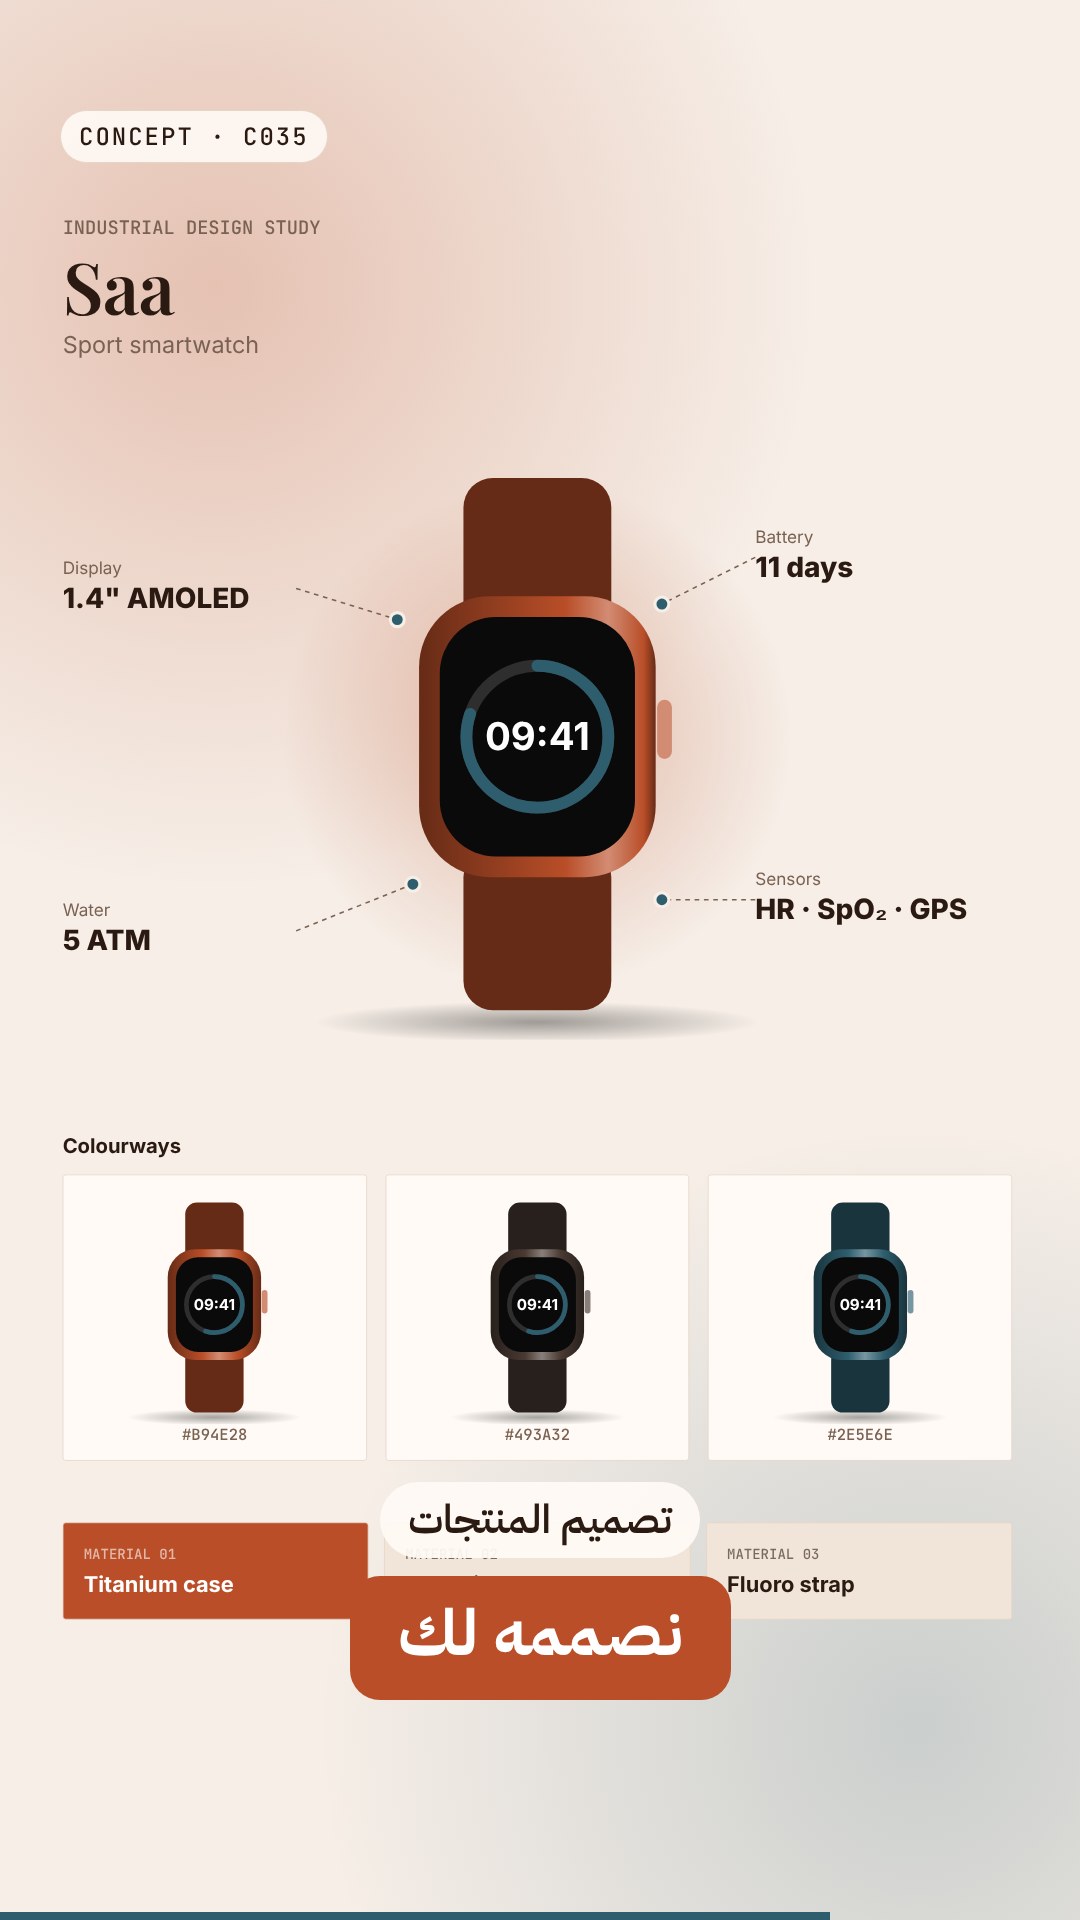 CONCEPT · C035
INDUSTRIAL DESIGN STUDY
Saa
Sport smartwatch
Display
1.4" AMOLED
Battery
11 days
09:41
Water
5 ATM
Sensors
HR · SpO₂ · GPS
Colourways
09:41
09:41
09:41
#B94E28
#493A32
#2E5E6E
تصميم المنتجات
MATERIAL 01
Titanium case
MATERIAL 02
MATERIAL 03
Fluoro strap
نصممه لك